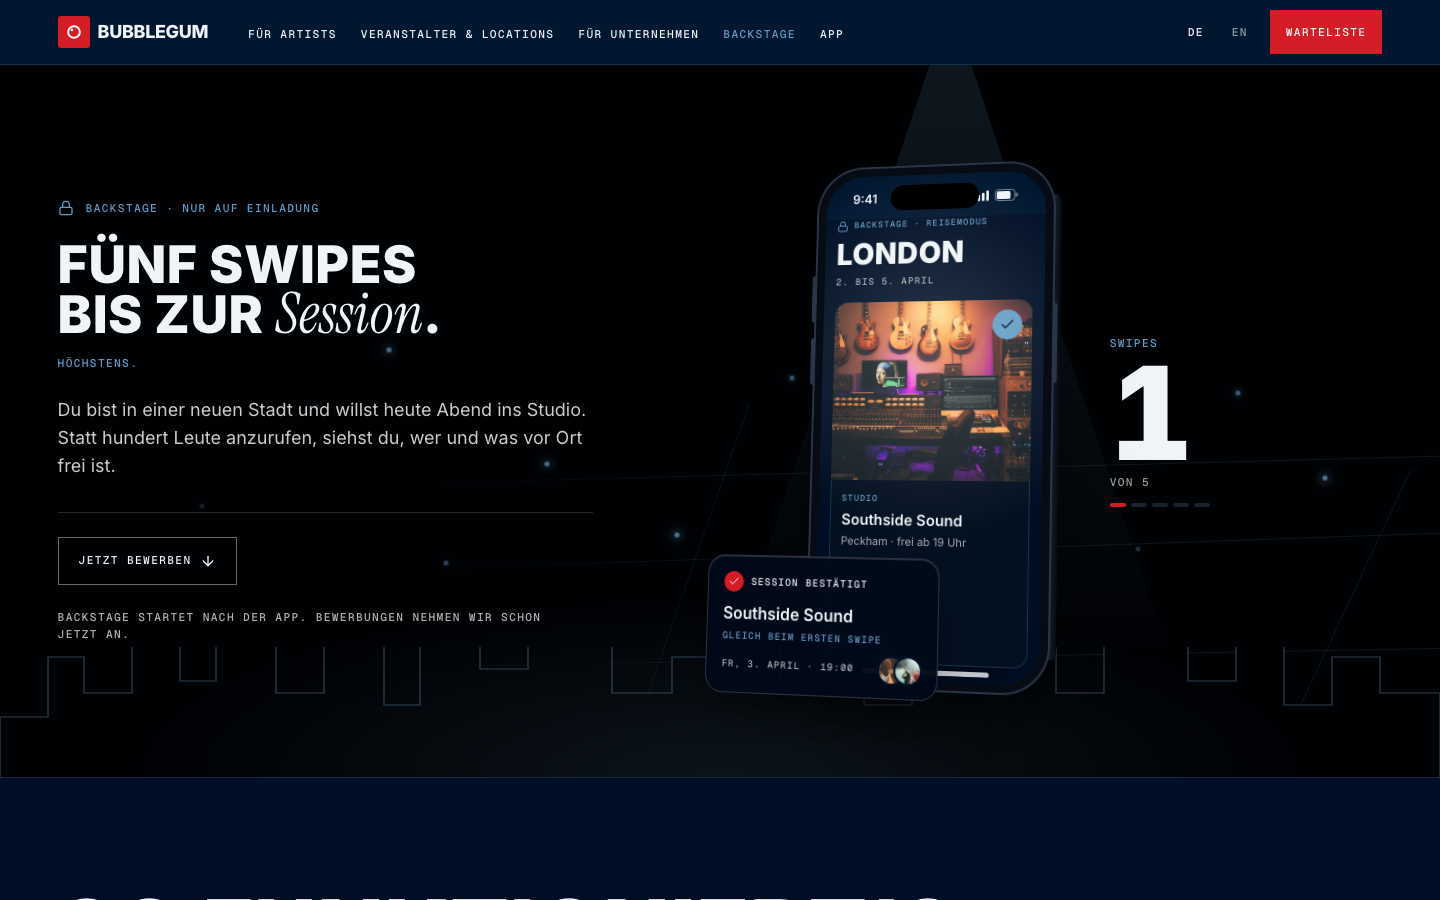 BUBBLEGUM
FÜR ARTISTS
VERANSTALTER & LOCATIONS
FÜR UNTERNEHMEN
BACKSTAGE
APP
DE
EN
WARTELISTE
BACKSTAGE · NUR AUF EINLADUNG
FÜNF SWIPES
BIS ZUR Session.
HÖCHSTENS.
Du bist in einer neuen Stadt und willst heute Abend ins Studio.
Statt hundert Leute anzurufen, siehst du, wer und was vor Ort
frei ist.
JETZT BEWERBEN
BACKSTAGE STARTET NACH DER APP. BEWERBUNGEN NEHMEN WIR SCHON
JETZT AN.
9:41
BACKSTAGE · REISEMODUS
LONDON
2. BIS 5. APRIL
STUDIO
Southside Sound
Peckham · frei ab 19 Uhr
SESSION BESTÄTIGT
Southside Sound
GLEICH BEIM ERSTEN SWIPE
FR, 3. APRIL · 19:00
SWIPES
1
VON 5